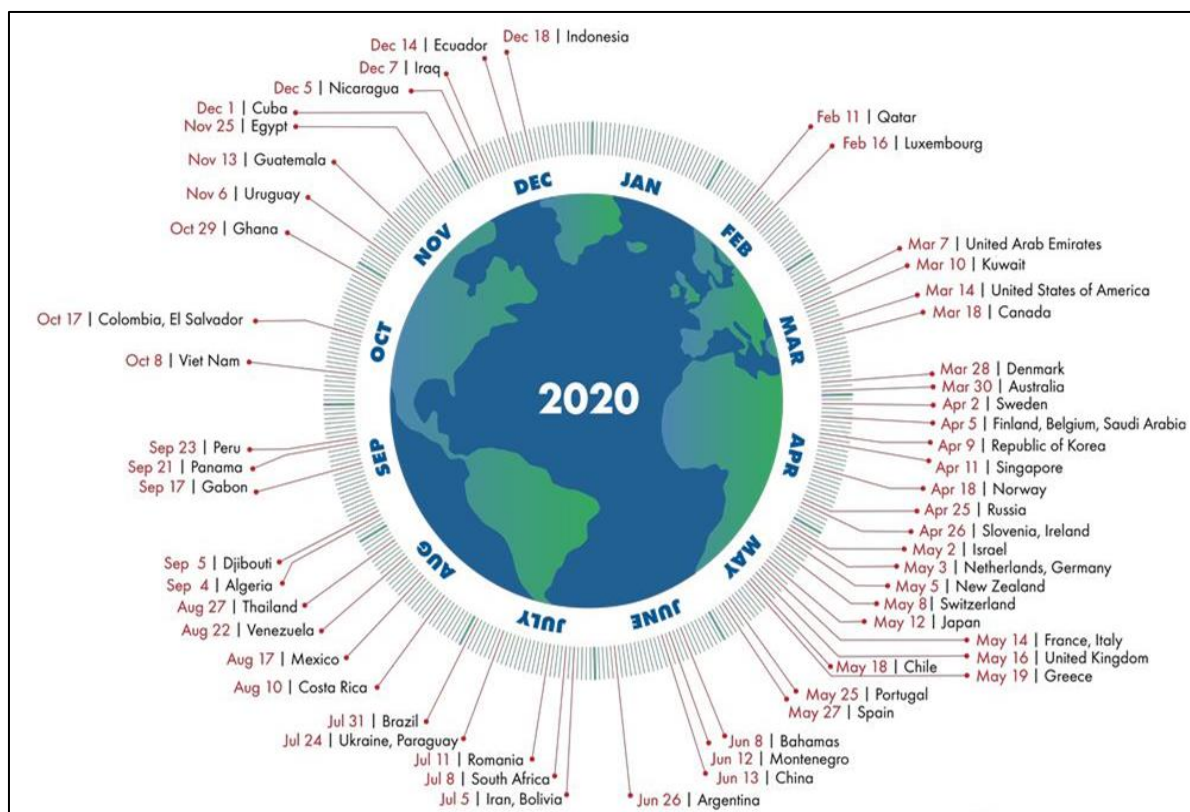 Dec 18 | Indonesia
Dec 14 | Ecuador
Dec 7 | Iraq
Dec 5 | Nicaragua
Dec 1 | Cuba
Nov 25 | Egypt
Nov 13 | Guatemala
Nov 6 | Uruguay
Oct 29 | Ghana
Oct 17 | Colombia, El Salvador
Oct 8 | Viet Nam
Sep 23 | Peru
Sep 21 | Panama
Sep 17 | Gabon
Sep 5 | Djibouti
Sep 4 | Algeria
Aug 27 | Thailand
Aug 22 | Venezuela
Aug 17 | Mexico
Aug 10 | Costa Rica
Jul 31 | Brazil
Jul 24 | Ukraine, Paraguay
Jul 11 | Romania
Jul 8 | South Africa
Jul 5 | Iran, Bolivia
JAN
FEB
MAR
APR
MAY
JUNE
JULY
AUG
SEP
OCT
NOV
DEC
2020
Feb 11 | Qatar
Feb 16 | Luxembourg
Mar 7 | United Arab Emirates
Mar 10 | Kuwait
Mar 14 | United States of America
Mar 18 | Canada
Mar 28 | Denmark
Mar 30 | Australia
Apr 2 | Sweden
Apr 5 | Finland, Belgium, Saudi Arabia
Apr 9 | Republic of Korea
Apr 11 | Singapore
Apr 18 | Norway
Apr 25 | Russia
Apr 26 | Slovenia, Ireland
May 2 | Israel
May 3 | Netherlands, Germany
May 5 | New Zealand
May 8| Switzerland
May 12 | Japan
May 14 | France, Italy
May 16 | United Kingdom
May 18 | Chile
May 19 | Greece
May 25 | Portugal
May 27 | Spain
Jun 8 | Bahamas
Jun 12 | Montenegro
Jun 13 | China
Jun 26 | Argentina